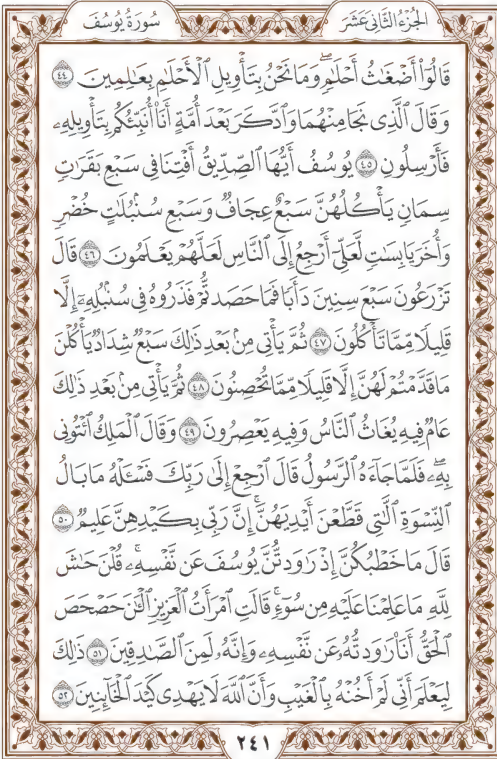 الجُزْءُ الثَّانِي عَشَرَ
سُورَةُ يُوسُفَ
قَالُوٓاْ أَضْغَٰثُ أَحْلَٰمٖۖ وَمَا نَحْنُ بِتَأْوِيلِ ٱلْأَحْلَٰمِ بِعَٰلِمِينَ ٤٤
وَقَالَ ٱلَّذِى نَجَا مِنْهُمَا وَٱدَّكَرَ بَعْدَ أُمَّةٍ أَنَا۠ أُنَبِّئُكُم بِتَأْوِيلِهِۦ
فَأَرْسِلُونِ ٤٥ يُوسُفُ أَيُّهَا ٱلصِّدِّيقُ أَفْتِنَا فِى سَبْعِ بَقَرَٰتٖ
سِمَانٖ يَأْكُلُهُنَّ سَبْعٌ عِجَافٞ وَسَبْعِ سُنۢبُلَٰتٍ خُضْرٖ
وَأُخَرَ يَابِسَٰتٖ لَّعَلِّىٓ أَرْجِعُ إِلَى ٱلنَّاسِ لَعَلَّهُمْ يَعْلَمُونَ ٤٦ قَالَ
تَزْرَعُونَ سَبْعَ سِنِينَ دَأَبٗا فَمَا حَصَدتُّمْ فَذَرُوهُ فِى سُنۢبُلِهِۦٓ إِلَّا
قَلِيلٗا مِّمَّا تَأْكُلُونَ ٤٧ ثُمَّ يَأْتِى مِنۢ بَعْدِ ذَٰلِكَ سَبْعٞ شِدَادٞ يَأْكُلْنَ
مَا قَدَّمْتُمْ لَهُنَّ إِلَّا قَلِيلٗا مِّمَّا تُحْصِنُونَ ٤٨ ثُمَّ يَأْتِى مِنۢ بَعْدِ ذَٰلِكَ
عَامٞ فِيهِ يُغَاثُ ٱلنَّاسُ وَفِيهِ يَعْصِرُونَ ٤٩ وَقَالَ ٱلْمَلِكُ ٱئْتُونِى
بِهِۦۖ فَلَمَّا جَآءَهُ ٱلرَّسُولُ قَالَ ٱرْجِعْ إِلَىٰ رَبِّكَ فَسْـَٔلْهُ مَا بَالُ
ٱلنِّسْوَةِ ٱلَّٰتِى قَطَّعْنَ أَيْدِيَهُنَّۚ إِنَّ رَبِّى بِكَيْدِهِنَّ عَلِيمٞ ٥٠
قَالَ مَا خَطْبُكُنَّ إِذْ رَٰوَدتُّنَّ يُوسُفَ عَن نَّفْسِهِۦۚ قُلْنَ حَٰشَ
لِلَّهِ مَا عَلِمْنَا عَلَيْهِ مِن سُوٓءٖۚ قَالَتِ ٱمْرَأَتُ ٱلْعَزِيزِ ٱلْـَٰٔنَ حَصْحَصَ
ٱلْحَقُّ أَنَا۠ رَٰوَدتُّهُۥ عَن نَّفْسِهِۦ وَإِنَّهُۥ لَمِنَ ٱلصَّٰدِقِينَ ٥١ ذَٰلِكَ
لِيَعْلَمَ أَنِّى لَمْ أَخُنْهُ بِٱلْغَيْبِ وَأَنَّ ٱللَّهَ لَا يَهْدِى كَيْدَ ٱلْخَآئِنِينَ ٥٢
٢٤١